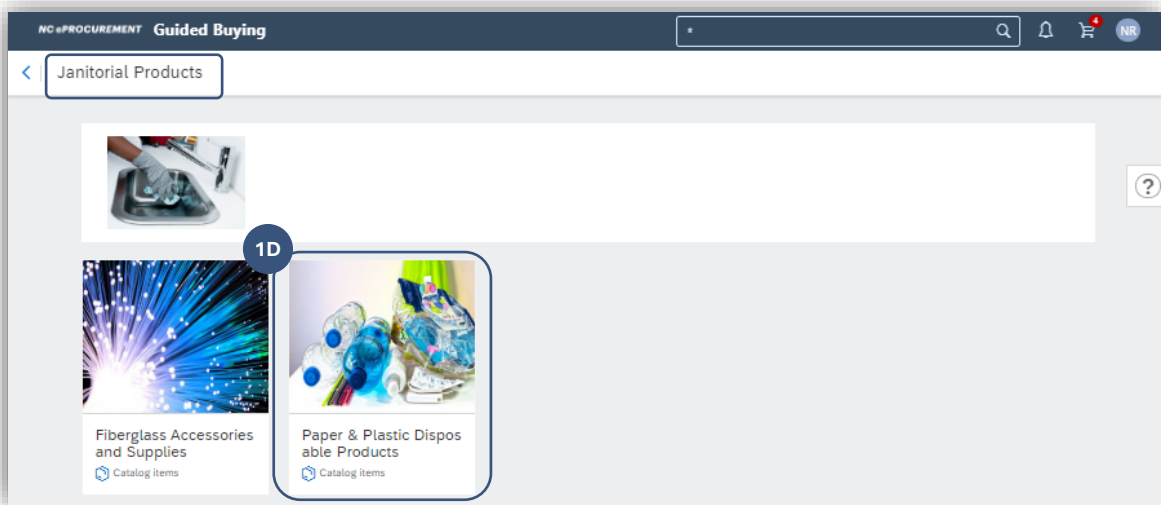 NC ePROCUREMENT Guided Buying
*
4
NR
Janitorial Products
?
1D
Fiberglass Accessories
and Supplies
Catalog items
Paper & Plastic Dispos
able Products
Catalog items